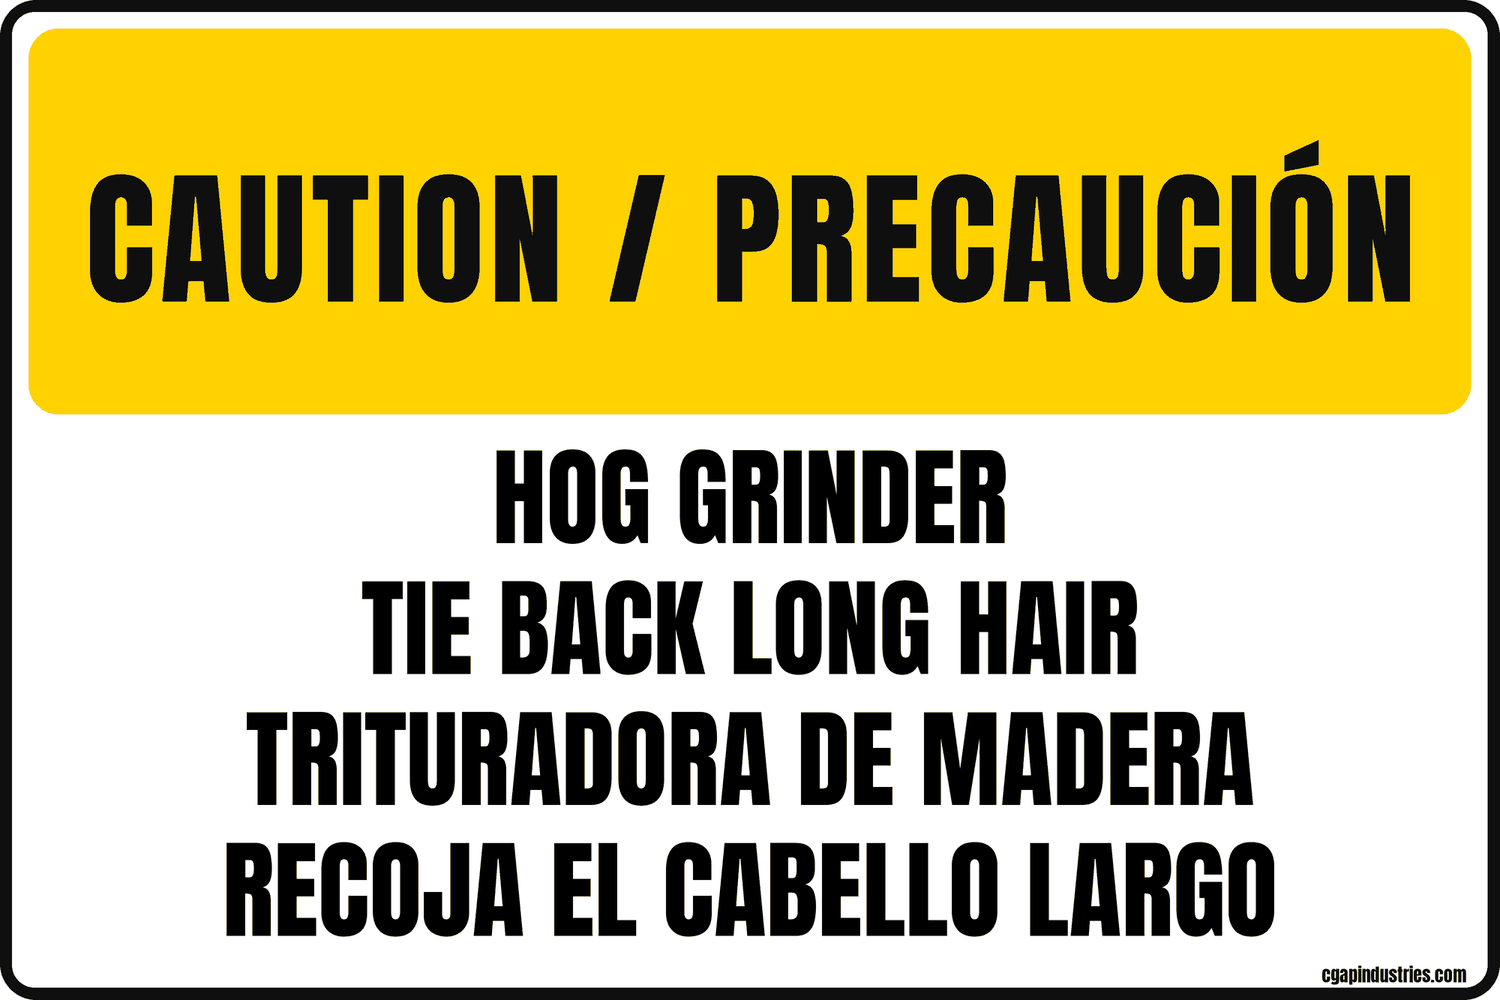 CAUTION / PRECAUCIÓN
HOG GRINDER
TIE BACK LONG HAIR
TRITURADORA DE MADERA
RECOJA EL CABELLO LARGO
cgapindustries.com